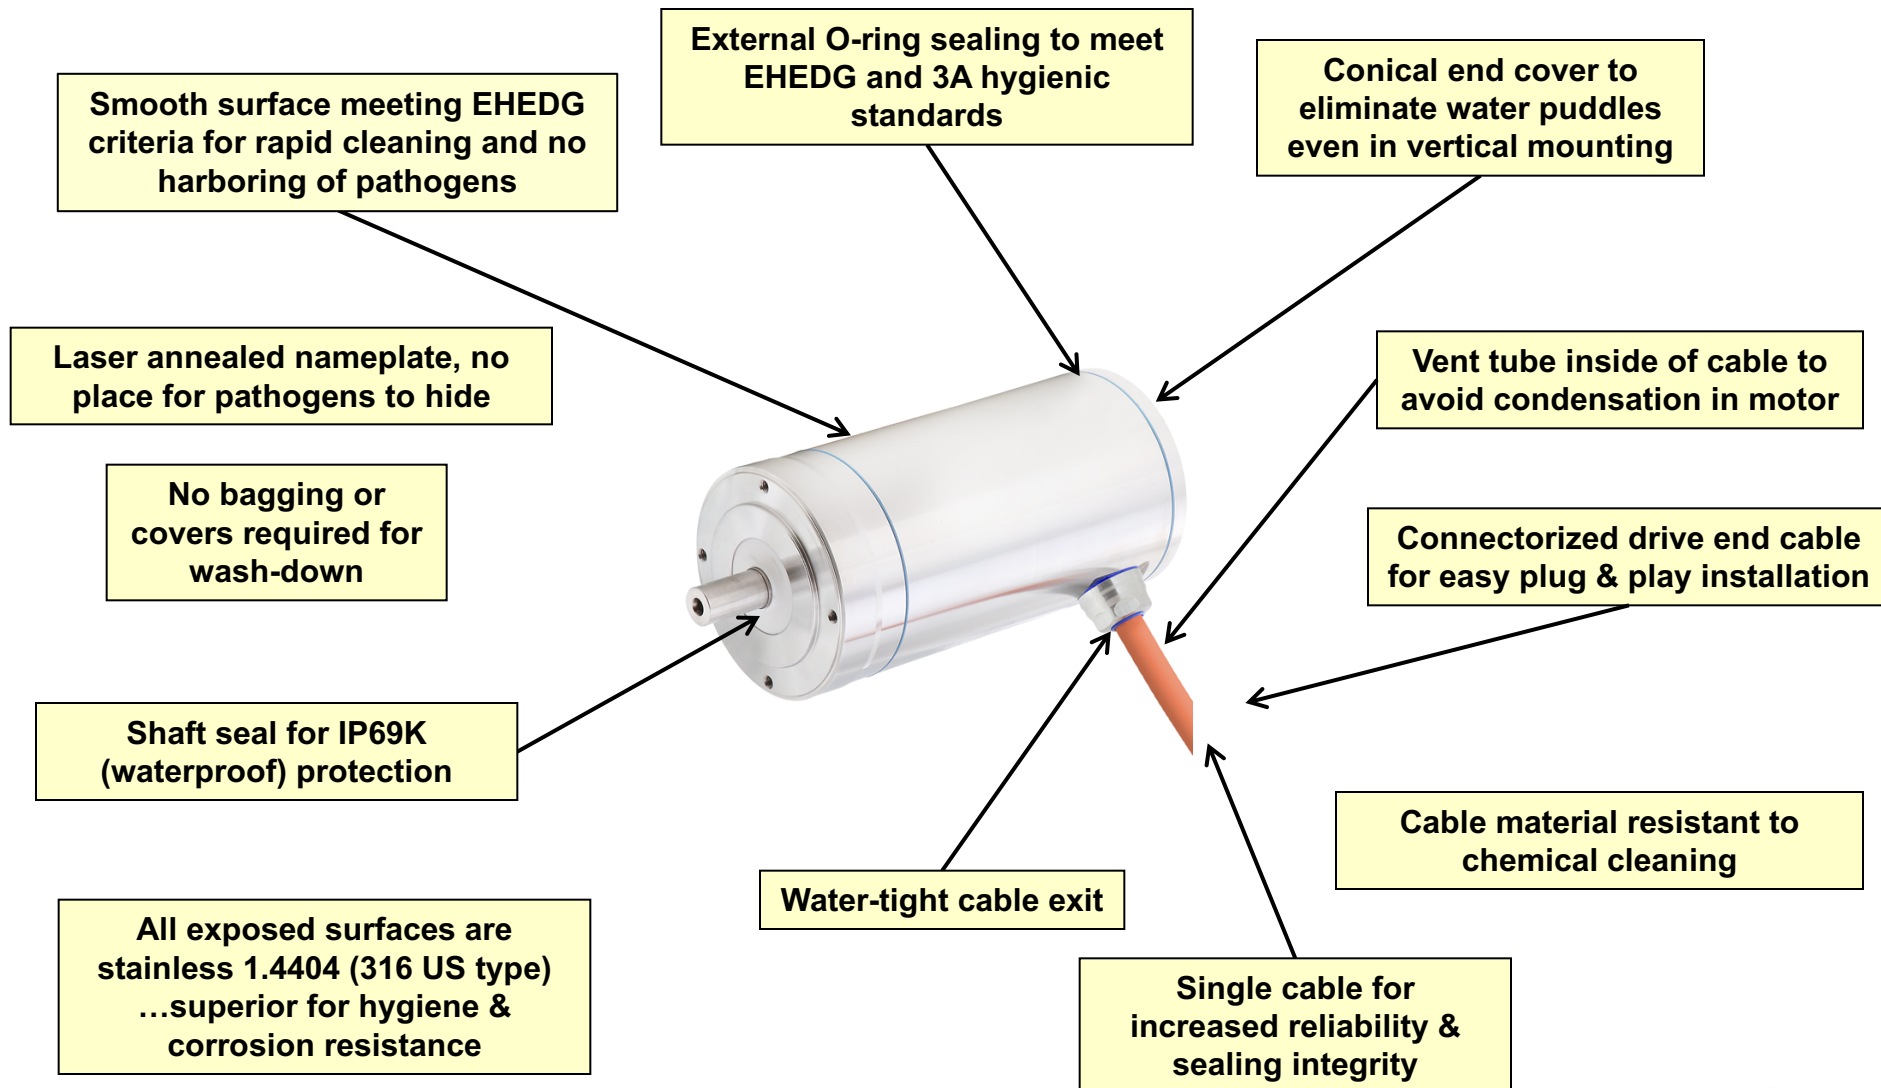 External O-ring sealing to meet
EHEDG and 3A hygienic
standards
Smooth surface meeting EHEDG
criteria for rapid cleaning and no
harboring of pathogens
Conical end cover to
eliminate water puddles
even in vertical mounting
Laser annealed nameplate, no
place for pathogens to hide
Vent tube inside of cable to
avoid condensation in motor
No bagging or
covers required for
wash-down
Connectorized drive end cable
for easy plug & play installation
Shaft seal for IP69K
(waterproof) protection
Cable material resistant to
chemical cleaning
Water-tight cable exit
All exposed surfaces are
stainless 1.4404 (316 US type)
…superior for hygiene &
corrosion resistance
Single cable for
increased reliability &
sealing integrity